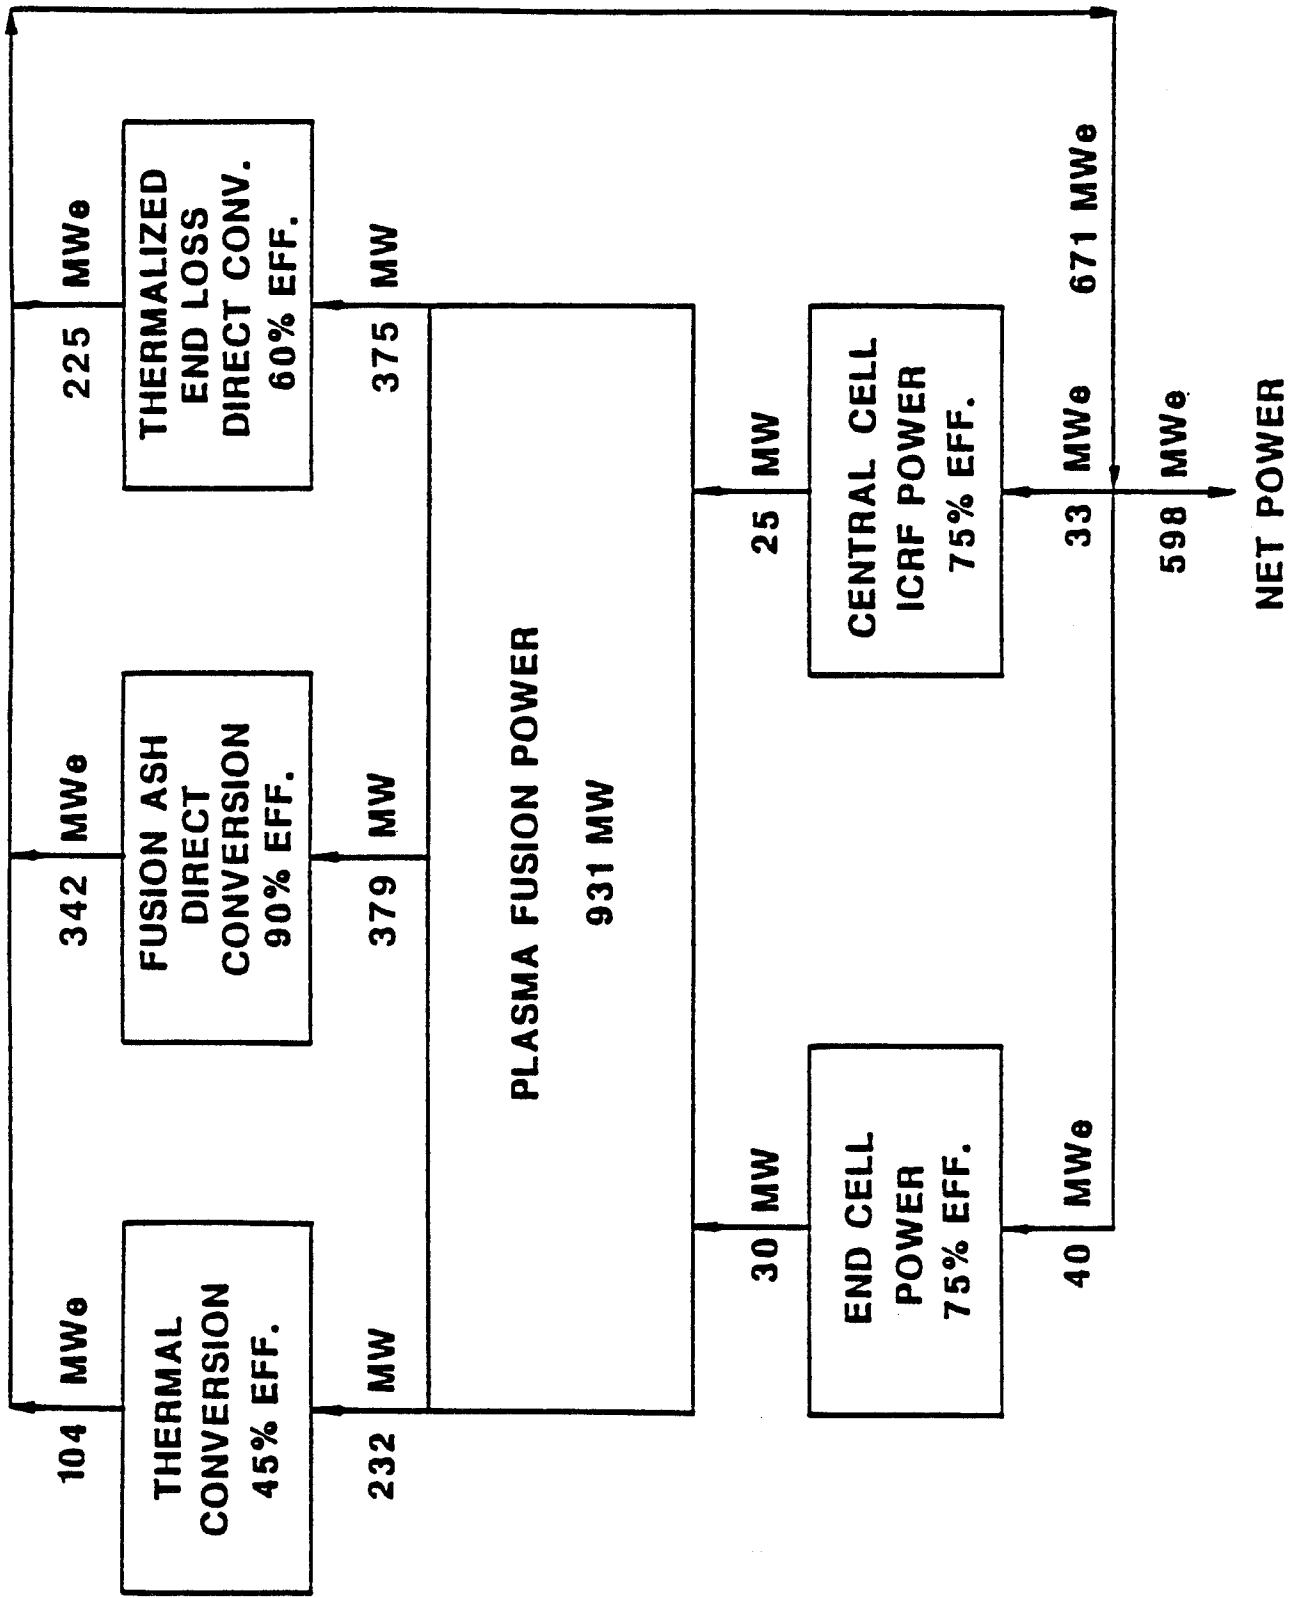 104 MWe
342 MWe
225 MWe
THERMAL
CONVERSION
45% EFF.
FUSION ASH
DIRECT
CONVERSION
90% EFF.
THERMALIZED
END LOSS
DIRECT CONV.
60% EFF.
232 MW
379 MW
375 MW
PLASMA FUSION POWER
931 MW
30 MW
25 MW
END CELL
POWER
75% EFF.
CENTRAL CELL
ICRF POWER
75% EFF.
40 MWe
33 MWe
671 MWe
598 MWe
NET POWER